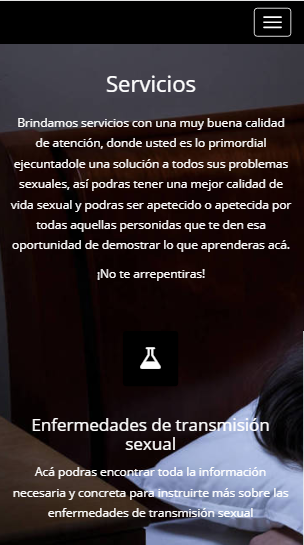 Servicios
Brindamos servicios con una muy buena calidad
de atención, donde usted es lo primordial
ejecuntadole una solución a todos sus problemas
sexuales, así podras tener una mejor calidad de
vida sexual y podras ser apetecido o apetecida por
todas aquellas personidas que te den esa
oportunidad de demostrar lo que aprenderas acá.
¡No te arrepentiras!
Enfermedades de transmisión
sexual
Acá podras encontrar toda la información
necesaria y concreta para instruirte más sobre las
enfermedades de transmisión sexual